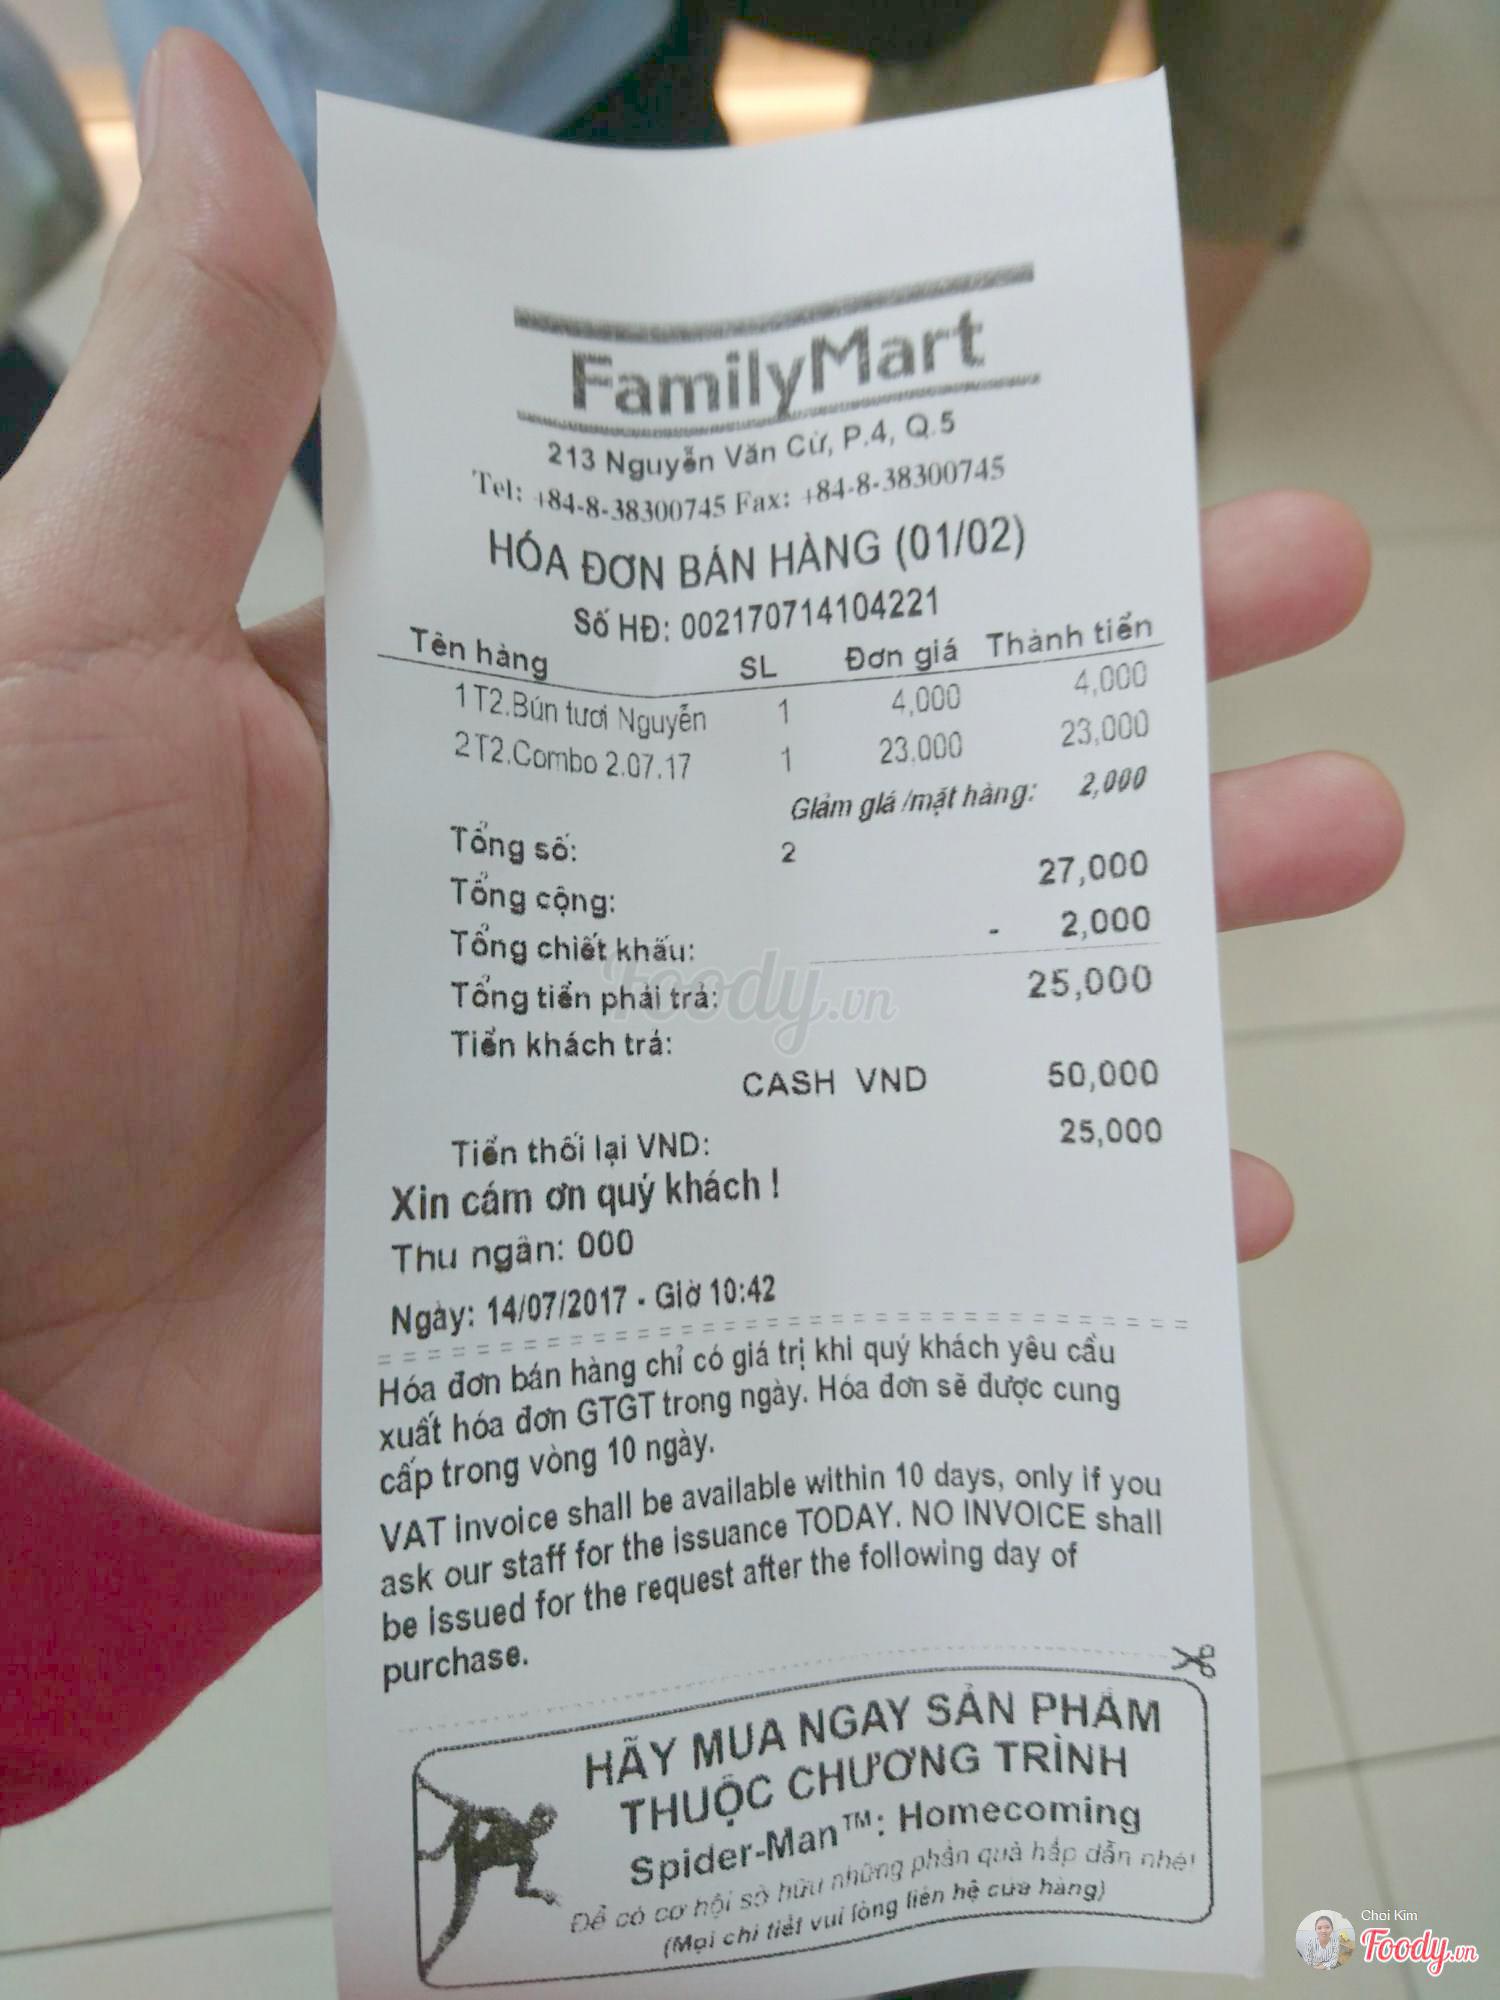 FamilyMart
213 Nguyễn Văn Cừ, P.4, Q.5
Tel: +84-8-38300745 Fax: +84-8-38300745
HÓA ĐƠN BÁN HÀNG (01/02)
Số HĐ: 002170714104221
Tên hàng SL Đơn giá Thành tiền
1 T2.Bún tươi Nguyễn 1 4,000 4,000
2 T2.Combo 2.07.17 1 23,000 23,000
Giảm giá /mặt hàng: 2,000
Tổng số: 2
Tổng cộng: 27,000
Tổng chiết khấu: - 2,000
Tổng tiền phải trả: 25,000
Tiền khách trả:
CASH VND 50,000
Tiền thối lại VND: 25,000
Xin cám ơn quý khách !
Thu ngân: 000
Ngày: 14/07/2017 - Giờ 10:42
Hóa đơn bán hàng chỉ có giá trị khi quý khách yêu cầu
xuất hóa đơn GTGT trong ngày. Hóa đơn sẽ được cung
cấp trong vòng 10 ngày.
VAT invoice shall be available within 10 days, only if you
ask our staff for the issuance TODAY. NO INVOICE shall
be issued for the request after the following day of
purchase.
HÃY MUA NGAY SẢN PHẨM
THUỘC CHƯƠNG TRÌNH
Spider-Man™: Homecoming
Để có cơ hội sở hữu những phần quà hấp dẫn nhé!
(Mọi chi tiết vui lòng liên hệ cửa hàng)
Foody.vn
Choi Kim
Foody.vn